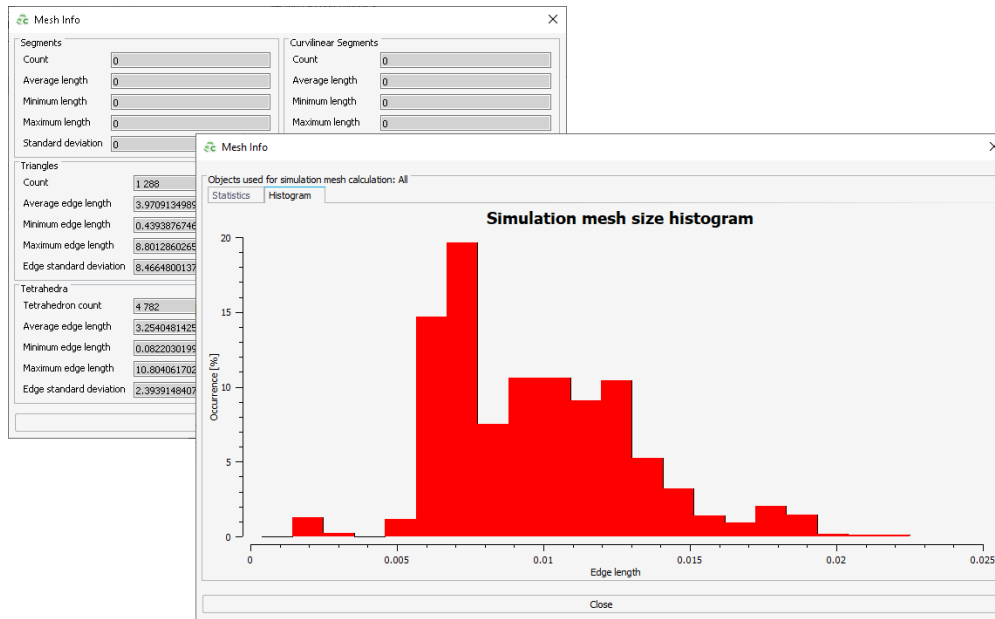 Mesh Info
Segments
Count 0
Average length 0
Minimum length 0
Maximum length 0
Standard deviation 0
Curvilinear Segments
Count 0
Average length 0
Minimum length 0
Maximum length 0
Triangles
Count 1 288
Average edge length 3.9709134989
Minimum edge length 0.4393876746
Maximum edge length 8.8012860265
Edge standard deviation 8.4664800137
Tetrahedra
Tetrahedron count 4 782
Average edge length 3.2540481425
Minimum edge length 0.0822030199
Maximum edge length 10.804061702
Edge standard deviation 2.3939148407
Mesh Info
Objects used for simulation mesh calculation: All
Statistics Histogram
Simulation mesh size histogram
Occurrence [%]
20
15
10
5
0
0 0.005 0.01 0.015 0.02 0.025
Edge length
Close